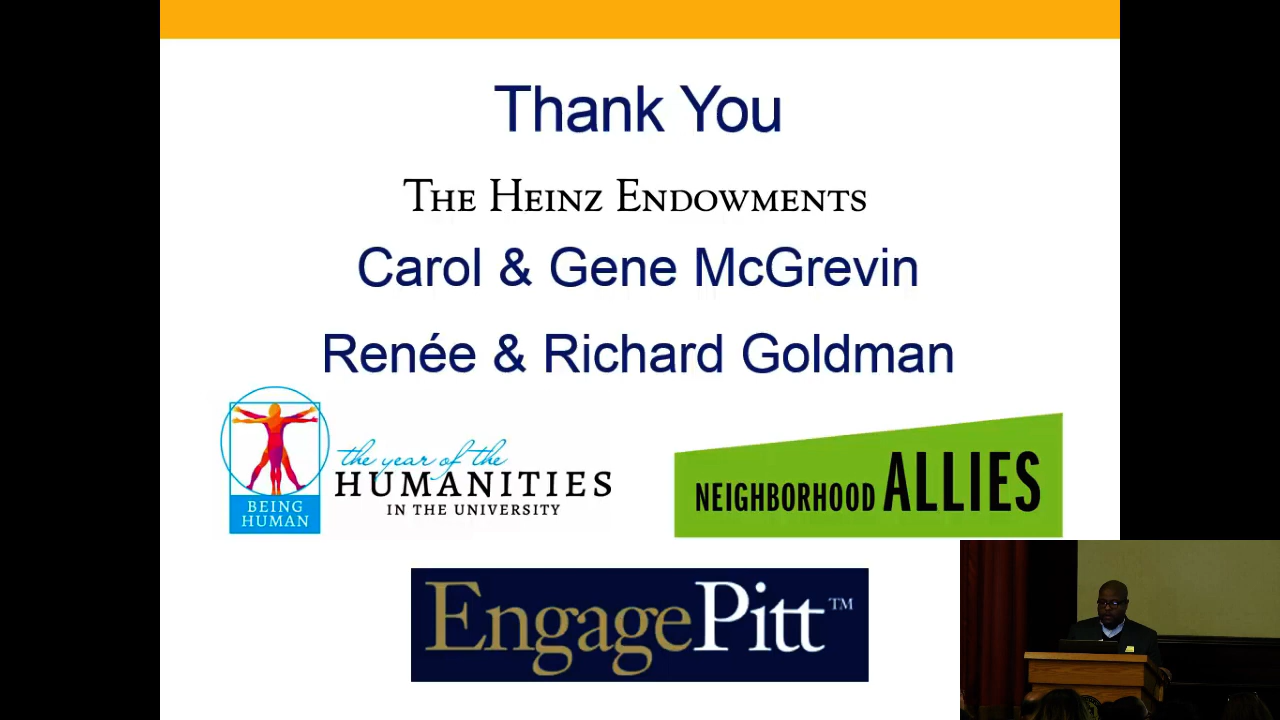 Thank You
THE HEINZ ENDOWMENTS
Carol & Gene McGrevin
Renée & Richard Goldman
BEING
HUMAN
the year of the
HUMANITIES
IN THE UNIVERSITY
NEIGHBORHOOD ALLIES
EngagePitt™